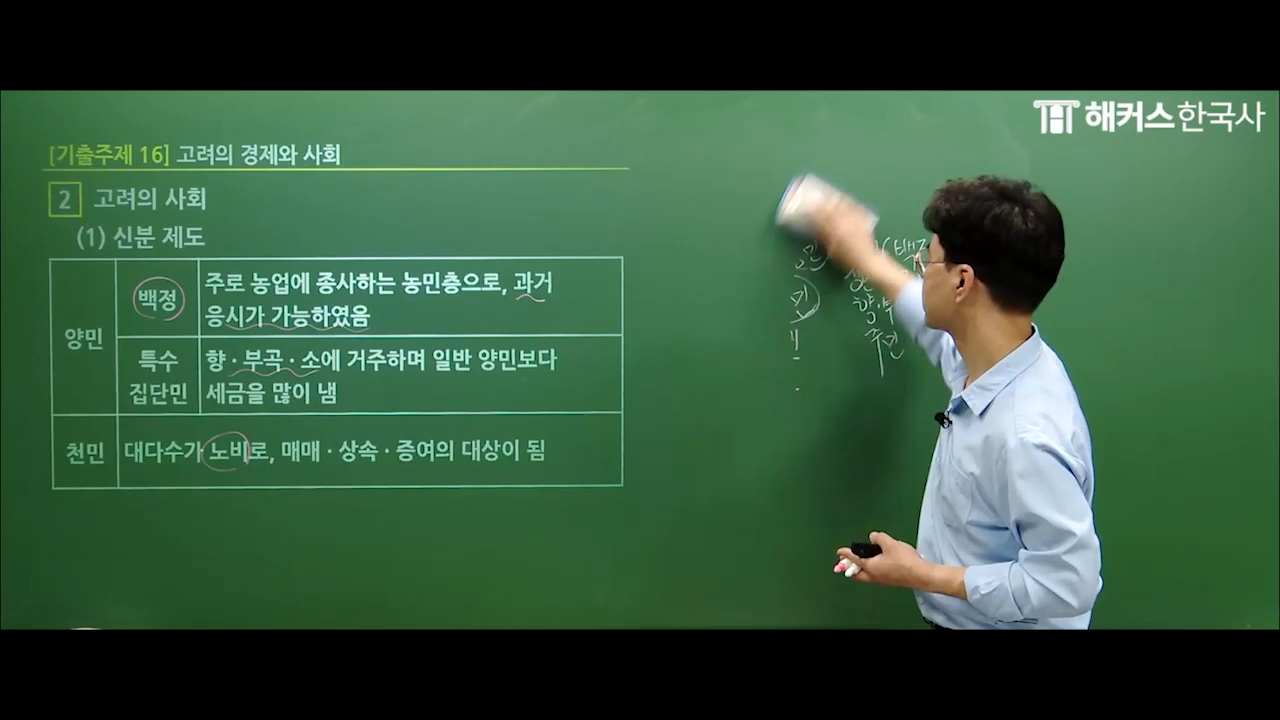 해커스한국사
[기출주제 16] 고려의 경제와 사회
2 고려의 사회
(1) 신분 제도
양민
백정
주로 농업에 종사하는 농민층으로, 과거
응시가 가능하였음
특수
집단민
향·부곡·소에 거주하며 일반 양민보다
세금을 많이 냄
천민
대다수가 노비로, 매매·상속·증여의 대상이 됨
향·부
주민